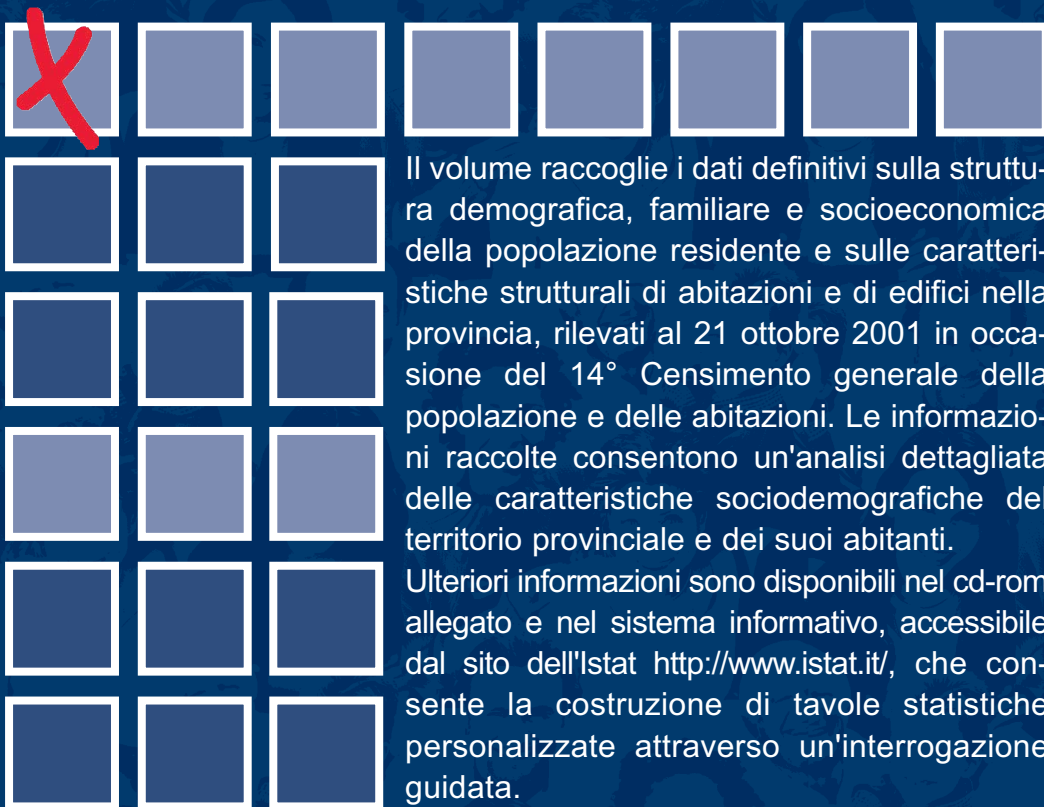 Il volume raccoglie i dati definitivi sulla struttu-
ra demografica, familiare e socioeconomica
della popolazione residente e sulle caratteri-
stiche strutturali di abitazioni e di edifici nella
provincia, rilevati al 21 ottobre 2001 in occa-
sione del 14° Censimento generale della
popolazione e delle abitazioni. Le informazio-
ni raccolte consentono un'analisi dettagliata
delle caratteristiche sociodemografiche del
territorio provinciale e dei suoi abitanti.
Ulteriori informazioni sono disponibili nel cd-rom
allegato e nel sistema informativo, accessibile
dal sito dell'Istat http://www.istat.it/, che con-
sente la costruzione di tavole statistiche
personalizzate attraverso un'interrogazione
guidata.